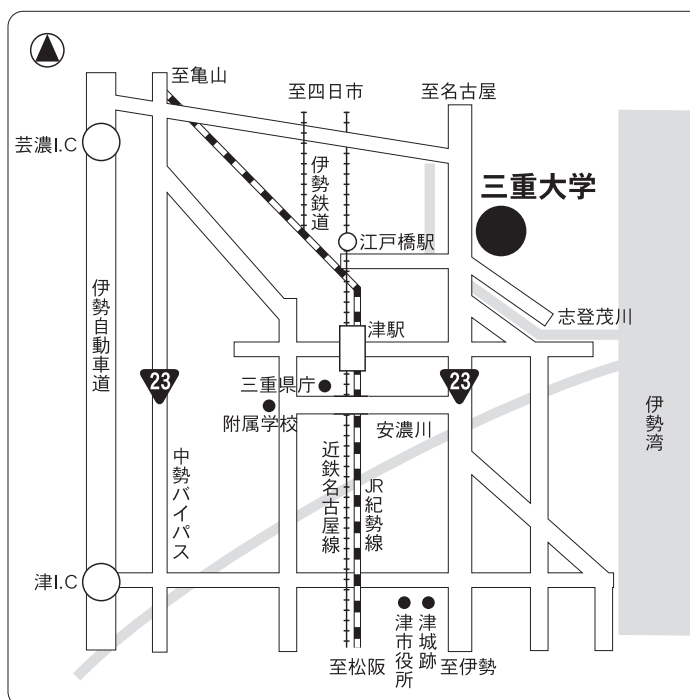 至亀山
至四日市
至名古屋
芸濃I.C
伊勢鉄道
三重大学
江戸橋駅
伊勢自動車道
志登茂川
津駅
23
23
三重県庁
附属学校
安濃川
伊勢湾
中勢バイパス
近鉄名古屋線
JR紀勢線
津I.C
津市役所
津城跡
至松阪
至伊勢